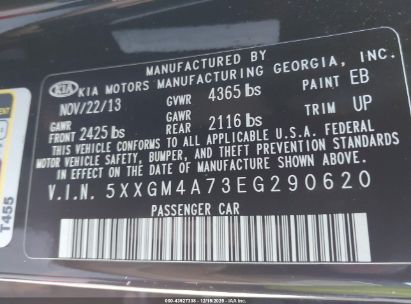 MANUFACTURED BY
KIA KIA MOTORS MANUFACTURING GEORGIA, INC.
NOV/22/13 GVWR 4365 lbs PAINT EB
GAWR FRONT 2425 lbs GAWR REAR 2116 lbs TRIM UP
THIS VEHICLE CONFORMS TO ALL APPLICABLE U.S.A. FEDERAL
MOTOR VEHICLE SAFETY, BUMPER, AND THEFT PREVENTION STANDARDS
IN EFFECT ON THE DATE OF MANUFACTURE SHOWN ABOVE.
V.I.N. 5XXGM4A73EG290620
PASSENGER CAR
T455